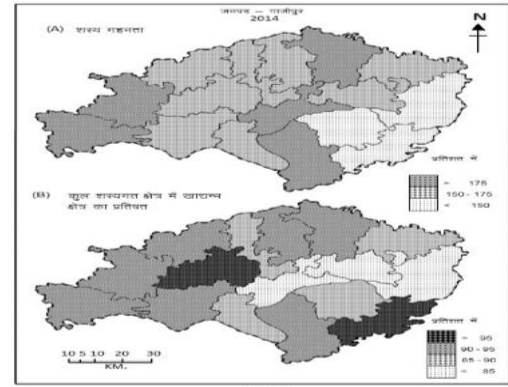 जनपद – गाजीपुर
2014
N
(A) शस्य गहनता
प्रतिशत में
= 175
150 - 175
< 150
(B) कुल शस्यगत क्षेत्र में खाद्यान्न
क्षेत्र का प्रतिशत
प्रतिशत में
= 95
90 - 95
85 - 90
< 85
10 5 0 10 20 30
KM.